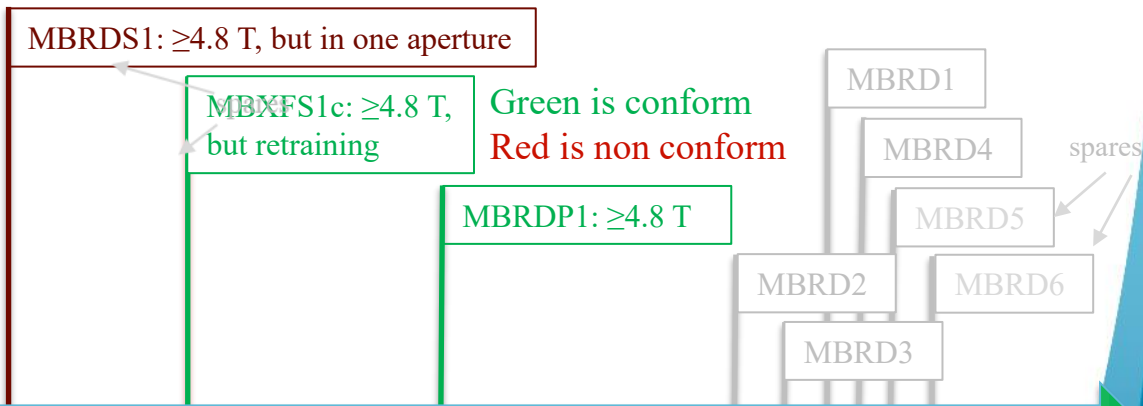 MBRDS1: ≥4.8 T, but in one aperture
spares
MBXFS1c: ≥4.8 T,
but retraining
Green is conform
Red is non conform
MBRD1
MBRD4
spares
MBRDP1: ≥4.8 T
MBRD5
MBRD2
MBRD6
MBRD3